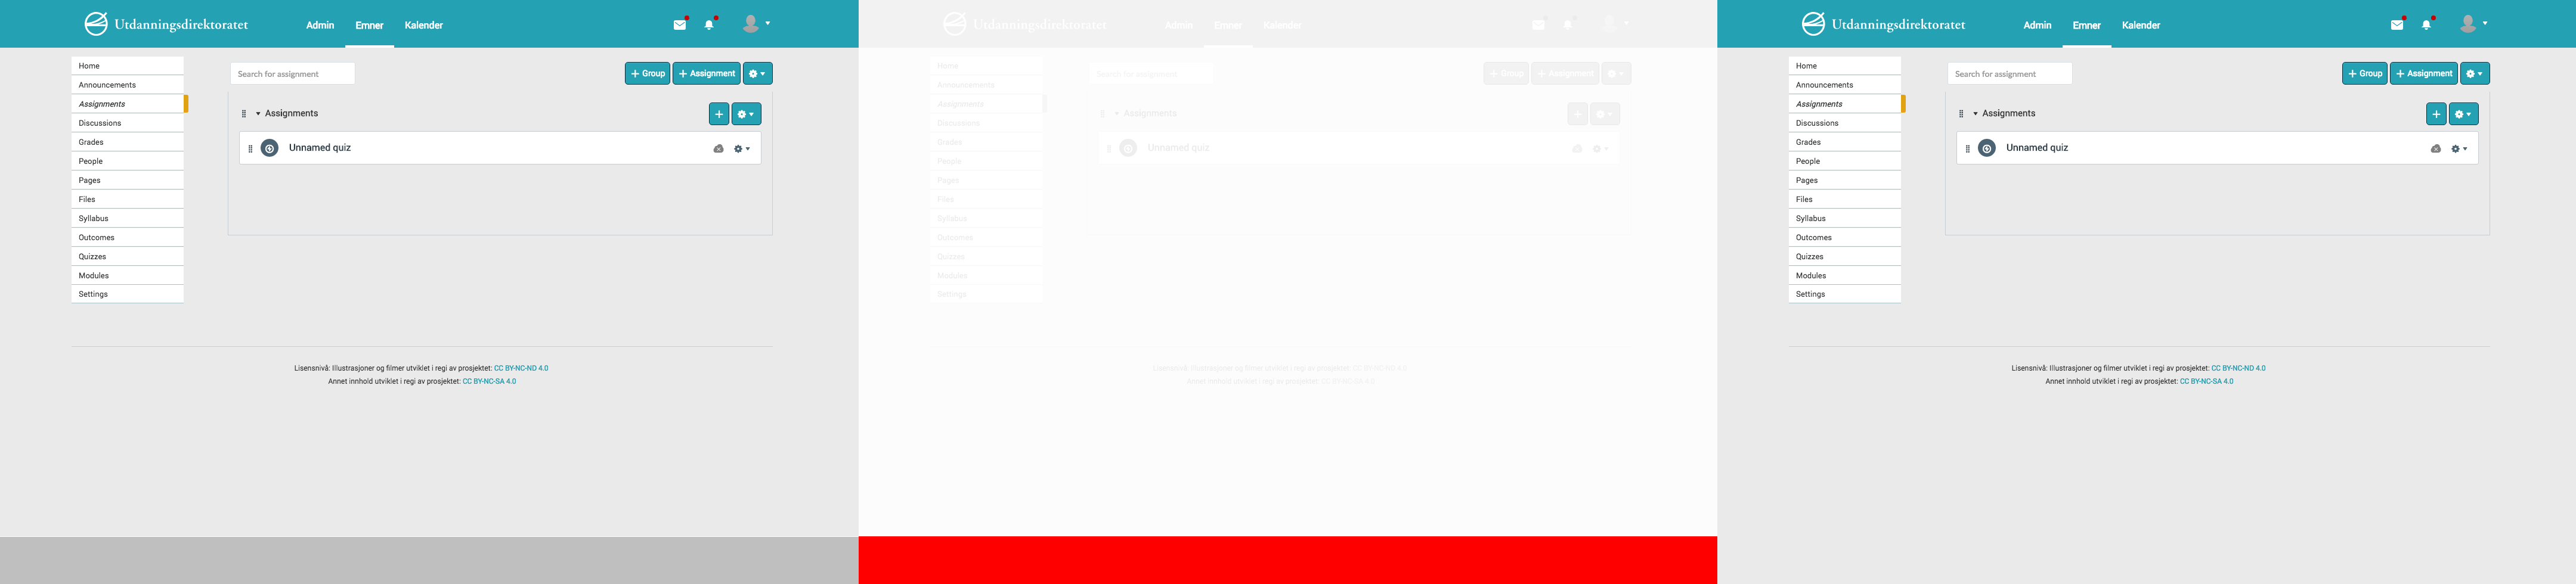 Utdanningsdirektoratet Admin Emner Kalender
Home
Announcements
Assignments
Discussions
Grades
People
Pages
Files
Syllabus
Outcomes
Quizzes
Modules
Settings
Search for assignment
+ Group + Assignment
Assignments
Unnamed quiz
Lisensnivå: Illustrasjoner og filmer utviklet i regi av prosjektet: CC BY-NC-ND 4.0
Annet innhold utviklet i regi av prosjektet: CC BY-NC-SA 4.0
Utdanningsdirektoratet Admin Emner Kalender
Home
Announcements
Assignments
Discussions
Grades
People
Pages
Files
Syllabus
Outcomes
Quizzes
Modules
Settings
Search for assignment
+ Group + Assignment
Assignments
Unnamed quiz
Lisensnivå: Illustrasjoner og filmer utviklet i regi av prosjektet: CC BY-NC-ND 4.0
Annet innhold utviklet i regi av prosjektet: CC BY-NC-SA 4.0
Utdanningsdirektoratet Admin Emner Kalender
Home
Announcements
Assignments
Discussions
Grades
People
Pages
Files
Syllabus
Outcomes
Quizzes
Modules
Settings
Search for assignment
+ Group + Assignment
Assignments
Unnamed quiz
Lisensnivå: Illustrasjoner og filmer utviklet i regi av prosjektet: CC BY-NC-ND 4.0
Annet innhold utviklet i regi av prosjektet: CC BY-NC-SA 4.0